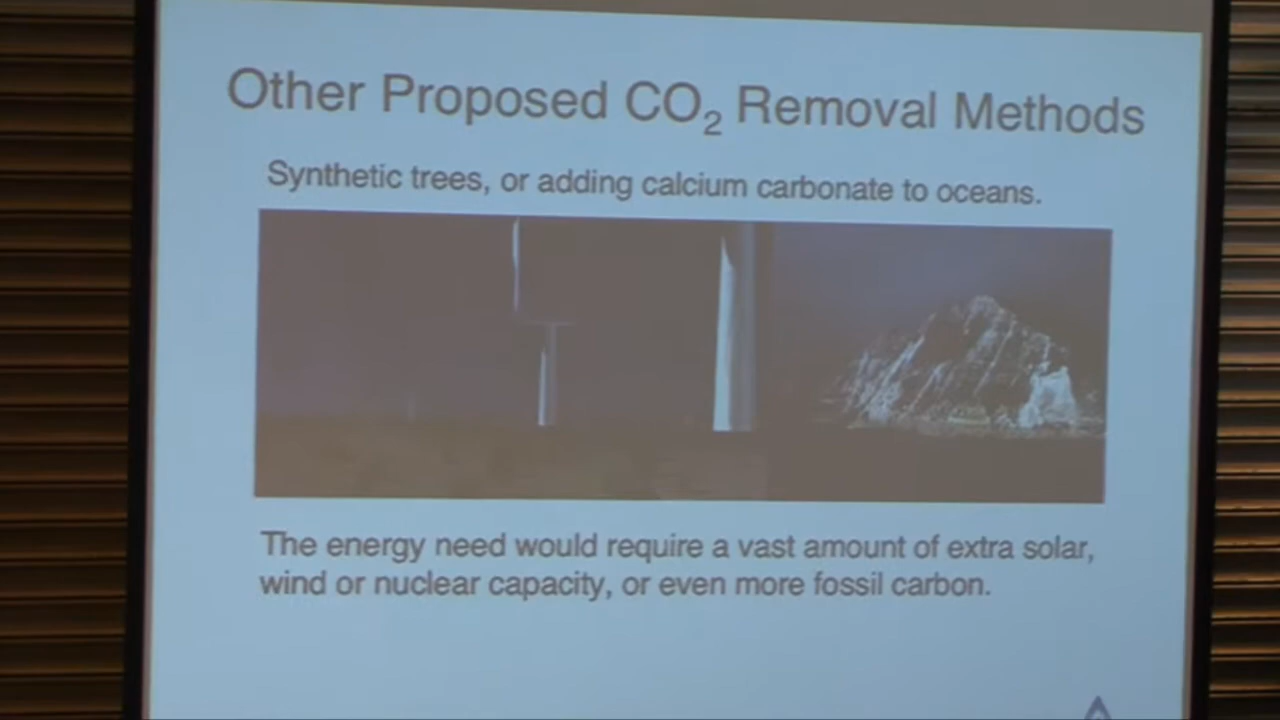 Other Proposed CO₂ Removal Methods
Synthetic trees, or adding calcium carbonate to oceans.
The energy need would require a vast amount of extra solar,
wind or nuclear capacity, or even more fossil carbon.